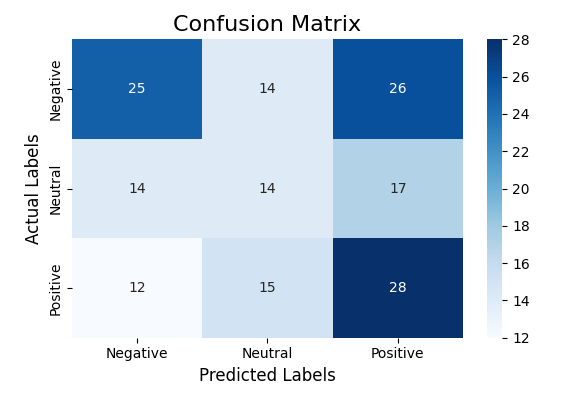 Confusion Matrix
Actual Labels
Negative
25 14 26
Neutral
14 14 17
Positive
12 15 28
Negative Neutral Positive
Predicted Labels
28
26
24
22
20
18
16
14
12